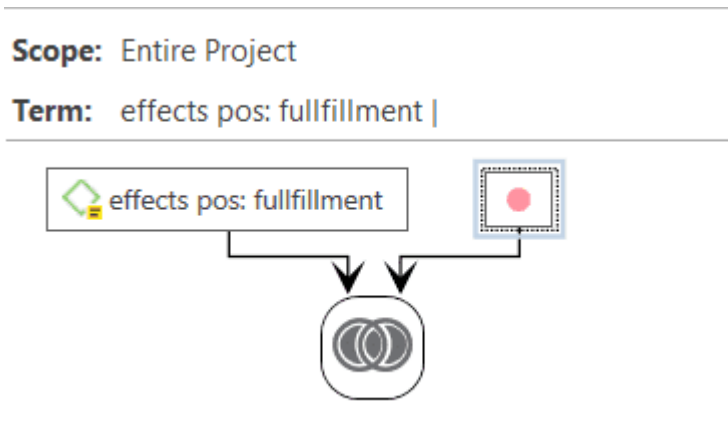 Scope: Entire Project
Term: effects pos: fullfillment |
effects pos: fullfillment